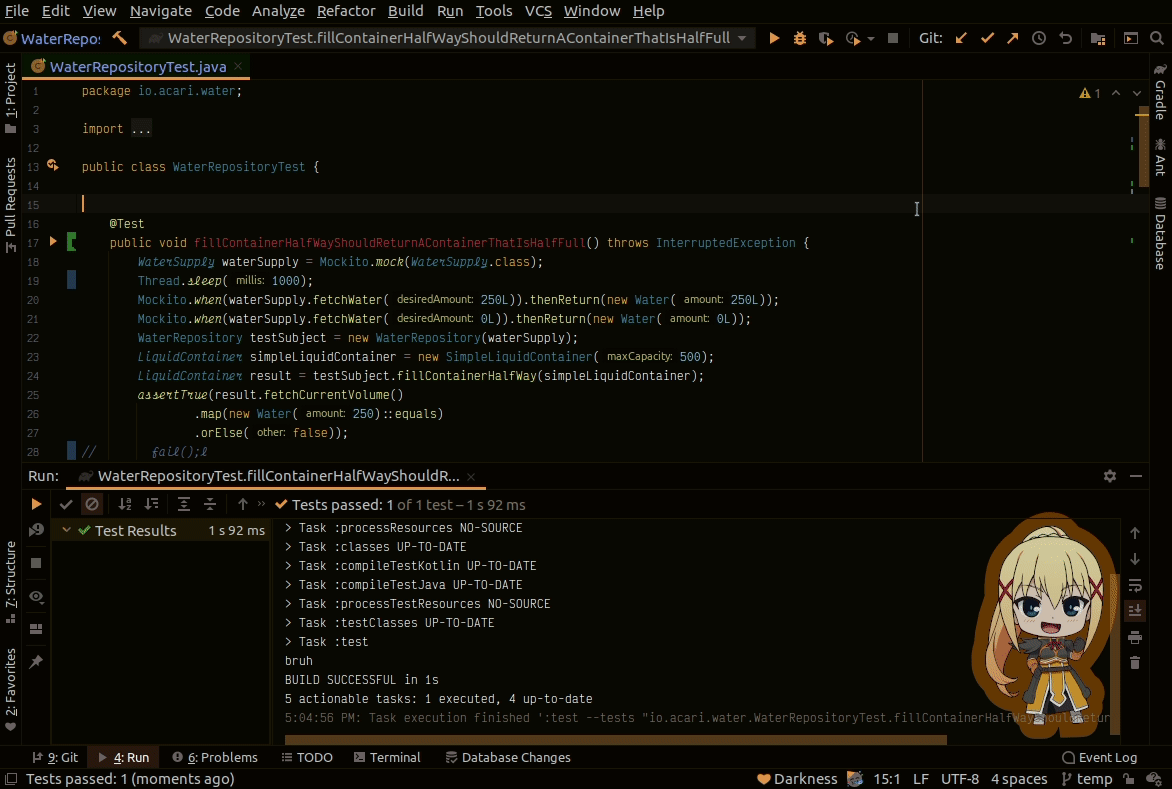 File Edit View Navigate Code Analyze Refactor Build Run Tools VCS Window Help
WaterRepos WaterRepositoryTest.fillContainerHalfWayShouldReturnAContainerThatIsHalfFull Git:
WaterRepositoryTest.java
1: Project
Pull Requests
7: Structure
2: Favorites
Gradle
Ant
Database
1 package io.acari.water;
1
2
3 import ...
12
13 public class WaterRepositoryTest {
14
15
16 @Test
17 public void fillContainerHalfWayShouldReturnAContainerThatIsHalfFull() throws InterruptedException {
18 WaterSupply waterSupply = Mockito.mock(WaterSupply.class);
19 Thread.sleep( millis: 1000);
20 Mockito.when(waterSupply.fetchWater( desiredAmount: 250L)).thenReturn(new Water( amount: 250L));
21 Mockito.when(waterSupply.fetchWater( desiredAmount: 0L)).thenReturn(new Water( amount: 0L));
22 WaterRepository testSubject = new WaterRepository(waterSupply);
23 LiquidContainer simpleLiquidContainer = new SimpleLiquidContainer( maxCapacity: 500);
24 LiquidContainer result = testSubject.fillContainerHalfWay(simpleLiquidContainer);
25 assertTrue(result.fetchCurrentVolume()
26 .map(new Water( amount: 250)::equals)
27 .orElse( other: false));
28 // fail();l
Run: WaterRepositoryTest.fillContainerHalfWayShouldR...
Tests passed: 1 of 1 test – 1 s 92 ms
Test Results 1 s 92 ms
> Task :processResources NO-SOURCE
> Task :classes UP-TO-DATE
> Task :compileTestKotlin UP-TO-DATE
> Task :compileTestJava UP-TO-DATE
> Task :processTestResources NO-SOURCE
> Task :testClasses UP-TO-DATE
> Task :test
bruh
BUILD SUCCESSFUL in 1s
5 actionable tasks: 1 executed, 4 up-to-date
5:04:56 PM: Task execution finished ':test --tests "io.acari.water.WaterRepositoryTest.fillContainerHalfWayShouldRetur
9: Git 4: Run 6: Problems TODO Terminal Database Changes Event Log
Tests passed: 1 (moments ago) Darkness 15:1 LF UTF-8 4 spaces temp